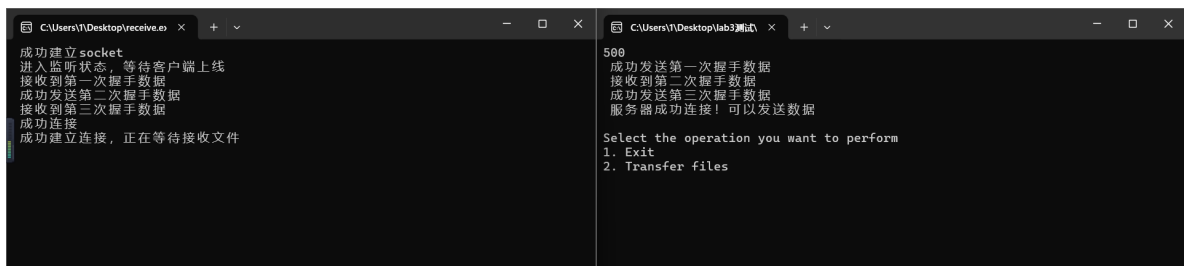 C:\Users\1\Desktop\receive.e
成功建立socket
进入监听状态, 等待客户端上线
接收到第一次握手数据
成功发送第二次握手数据
接收到第三次握手数据
成功连接
成功建立连接, 正在等待接收文件
C:\Users\1\Desktop\lab3测试\
500
成功发送第一次握手数据
接收到第二次握手数据
成功发送第三次握手数据
服务器成功连接! 可以发送数据
Select the operation you want to perform
1. Exit
2. Transfer files